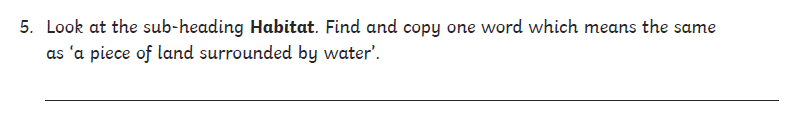 5. Look at the sub-heading Habitat. Find and copy one word which means the same
as ‘a piece of land surrounded by water’.